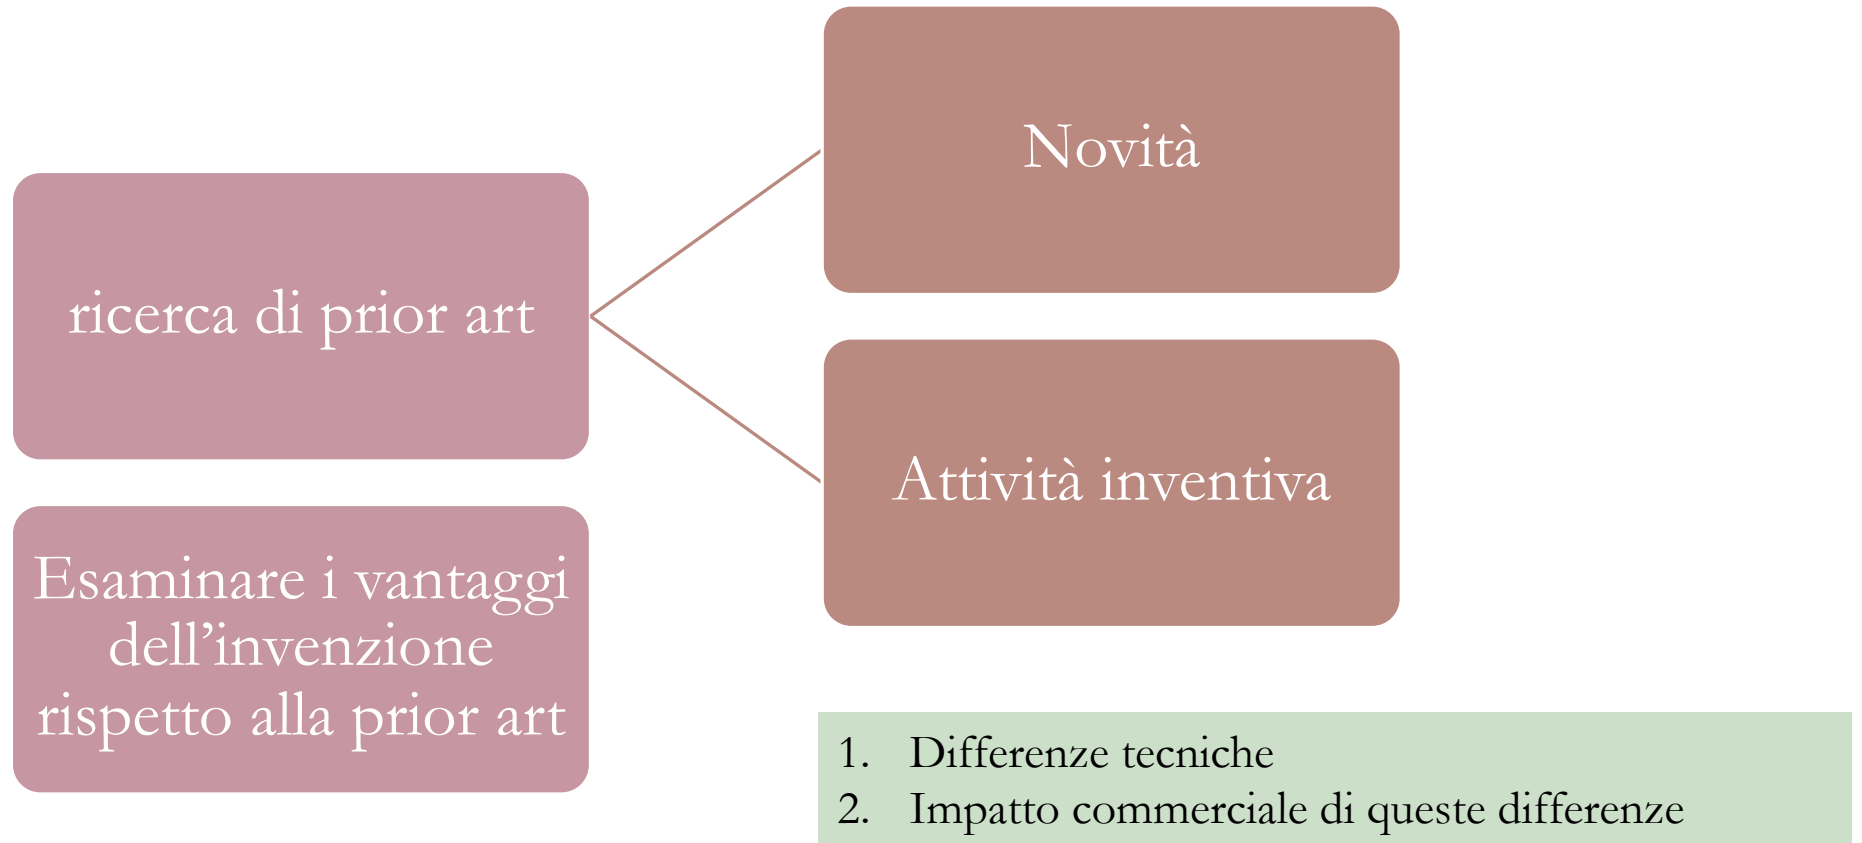 Novità
ricerca di prior art
Attività inventiva
Esaminare i vantaggi
dell’invenzione
rispetto alla prior art
1. Differenze tecniche
2. Impatto commerciale di queste differenze